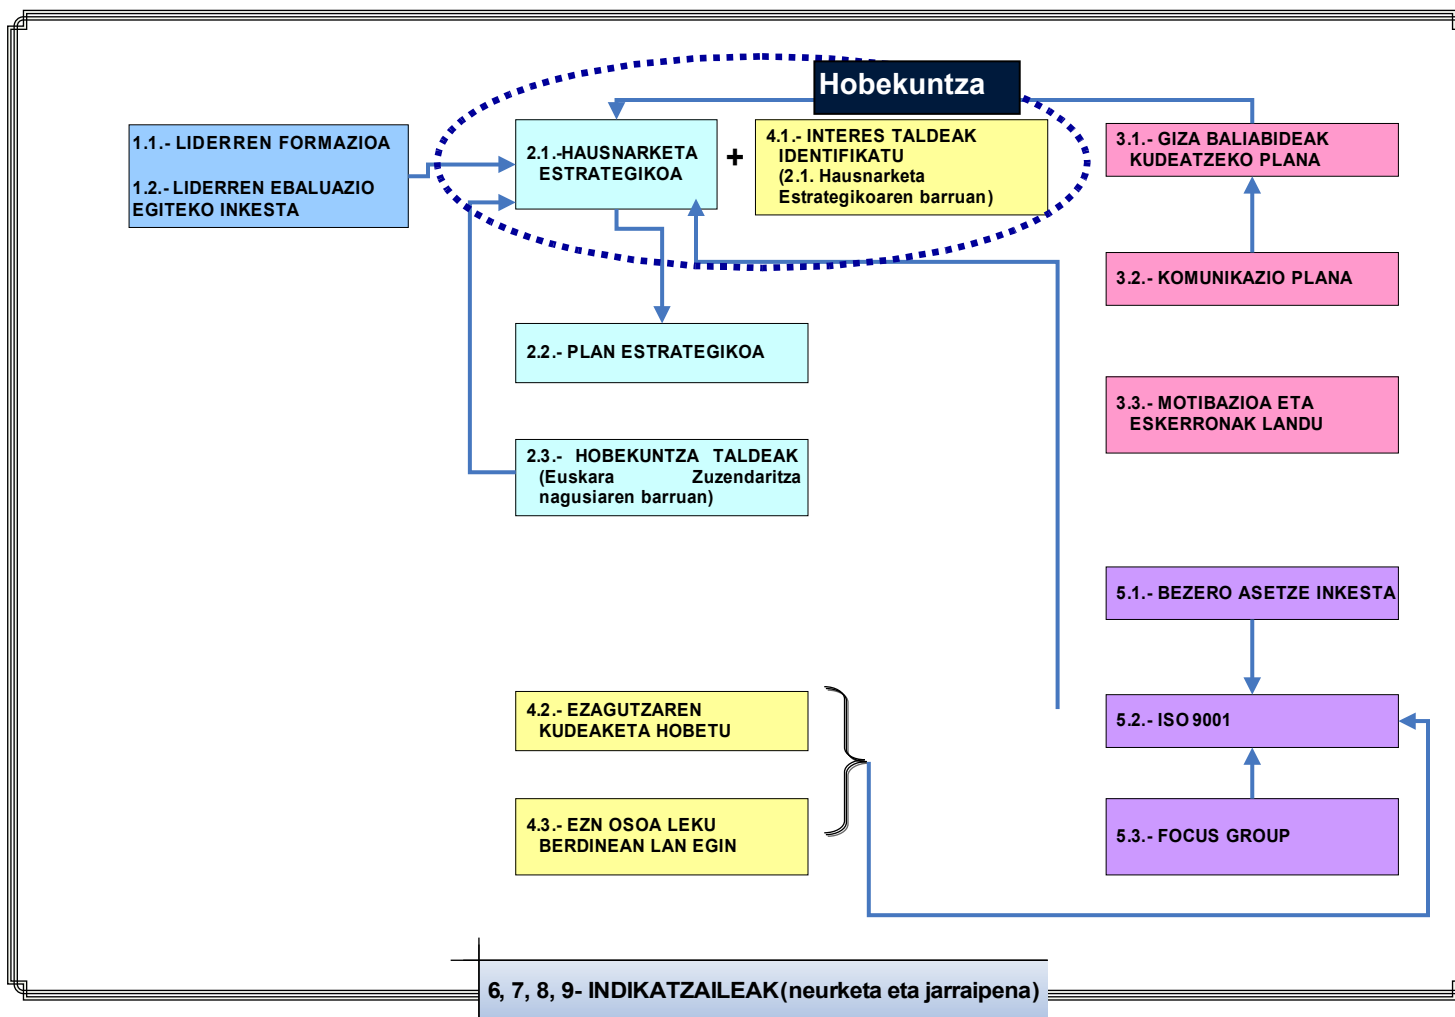 Hobekuntza
1.1.- LIDERREN FORMAZIOA
1.2.- LIDERREN EBALUAZIO
EGITEKO INKESTA
2.1.-HAUSNARKETA
ESTRATEGIKOA
+
4.1.- INTERES TALDEAK
IDENTIFIKATU
(2.1. Hausnarketa
Estrategikoaren barruan)
3.1.- GIZA BALIABIDEAK
KUDEATZEKO PLANA
3.2.- KOMUNIKAZIO PLANA
2.2.- PLAN ESTRATEGIKOA
3.3.- MOTIBAZIOA ETA
ESKERRONAK LANDU
2.3.- HOBEKUNTZA TALDEAK
(Euskara Zuzendaritza
nagusiaren barruan)
5.1.- BEZERO ASETZE INKESTA
4.2.- EZAGUTZAREN
KUDEAKETA HOBETU
5.2.- ISO 9001
4.3.- EZN OSOA LEKU
BERDINEAN LAN EGIN
5.3.- FOCUS GROUP
6, 7, 8, 9- INDIKATZAILEAK (neurketa eta jarraipena)